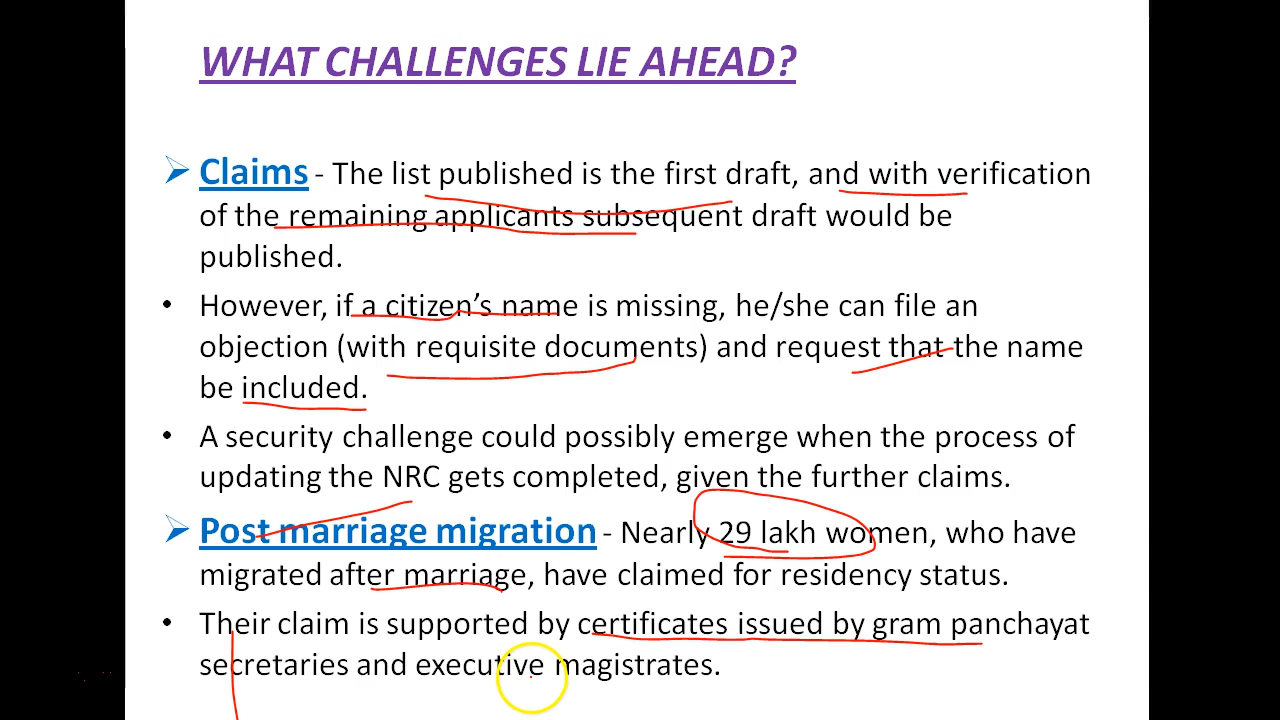 WHAT CHALLENGES LIE AHEAD?
➢ Claims - The list published is the first draft, and with verification
of the remaining applicants subsequent draft would be
published.
• However, if a citizen’s name is missing, he/she can file an
objection (with requisite documents) and request that the name
be included.
• A security challenge could possibly emerge when the process of
updating the NRC gets completed, given the further claims.
➢ Post marriage migration - Nearly 29 lakh women, who have
migrated after marriage, have claimed for residency status.
• Their claim is supported by certificates issued by gram panchayat
secretaries and executive magistrates.